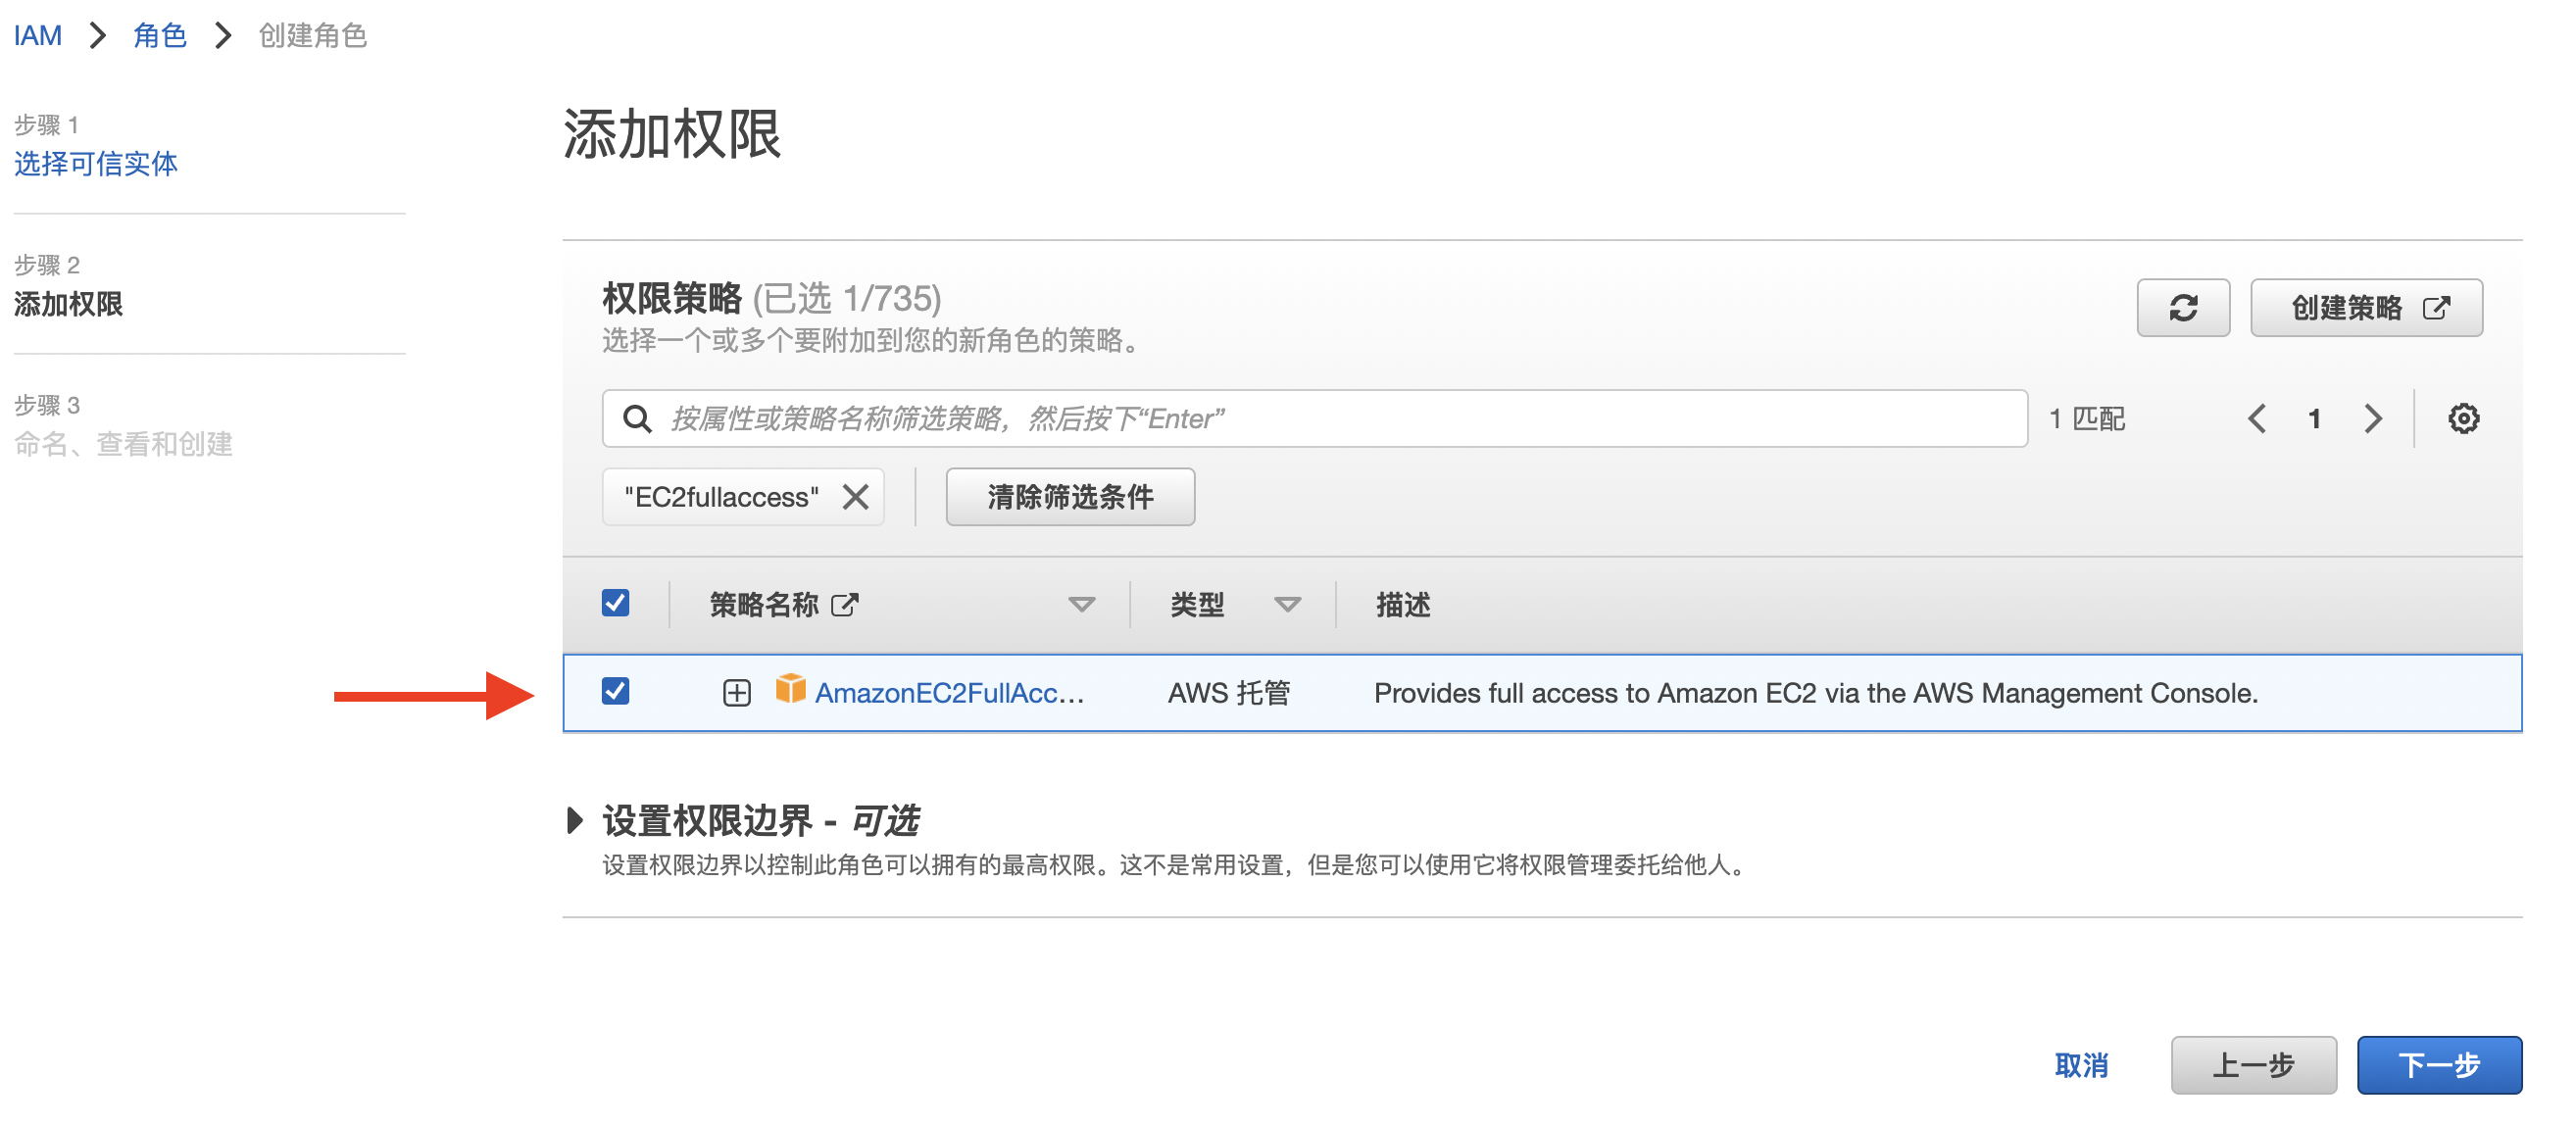 IAM 角色 创建角色
步骤 1
选择可信实体
步骤 2
添加权限
步骤 3
命名、查看和创建
添加权限
权限策略 (已选 1/735)
选择一个或多个要附加到您的新角色的策略。
创建策略
按属性或策略名称筛选策略，然后按下“Enter”
1 匹配
1
"EC2fullaccess"
清除筛选条件
策略名称 类型 描述
AmazonEC2FullAcc... AWS 托管 Provides full access to Amazon EC2 via the AWS Management Console.
设置权限边界 - 可选
设置权限边界以控制此角色可以拥有的最高权限。这不是常用设置，但是您可以使用它将权限管理委托给他人。
取消 上一步 下一步